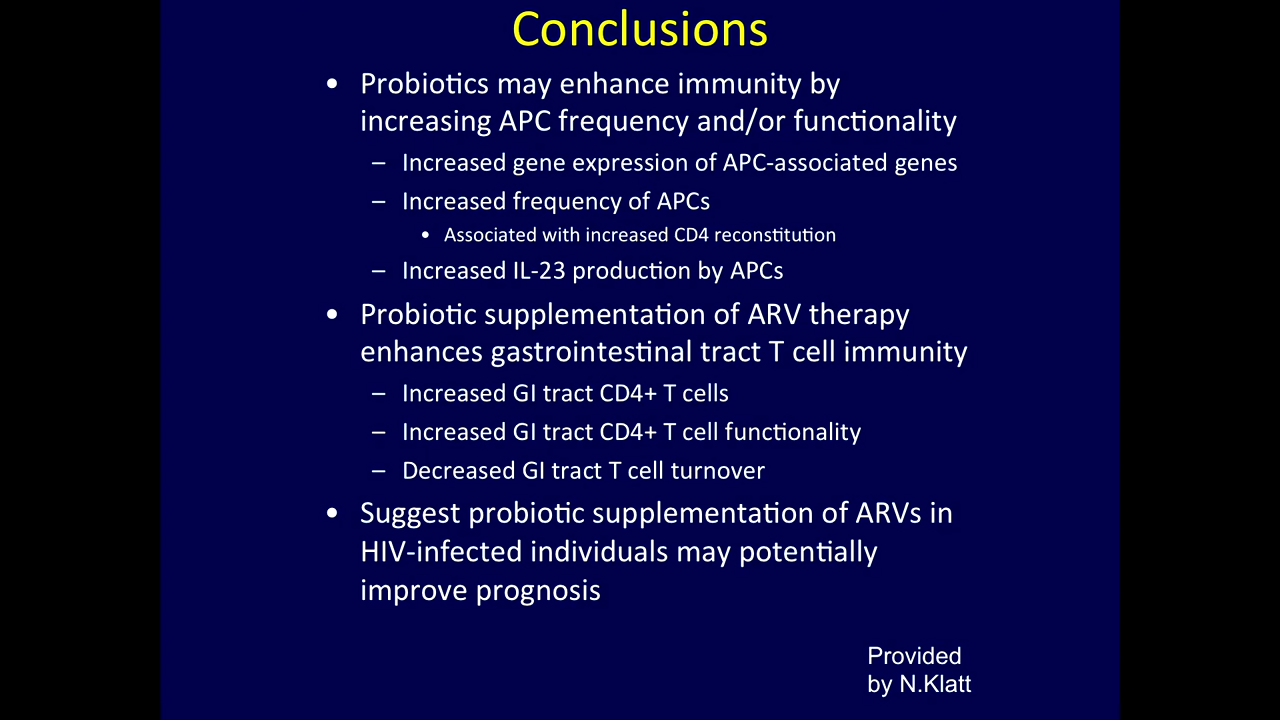 Conclusions
• Probiotics may enhance immunity by
increasing APC frequency and/or functionality
– Increased gene expression of APC-associated genes
– Increased frequency of APCs
• Associated with increased CD4 reconstitution
– Increased IL-23 production by APCs
• Probiotic supplementation of ARV therapy
enhances gastrointestinal tract T cell immunity
– Increased GI tract CD4+ T cells
– Increased GI tract CD4+ T cell functionality
– Decreased GI tract T cell turnover
• Suggest probiotic supplementation of ARVs in
HIV-infected individuals may potentially
improve prognosis
Provided
by N.Klatt